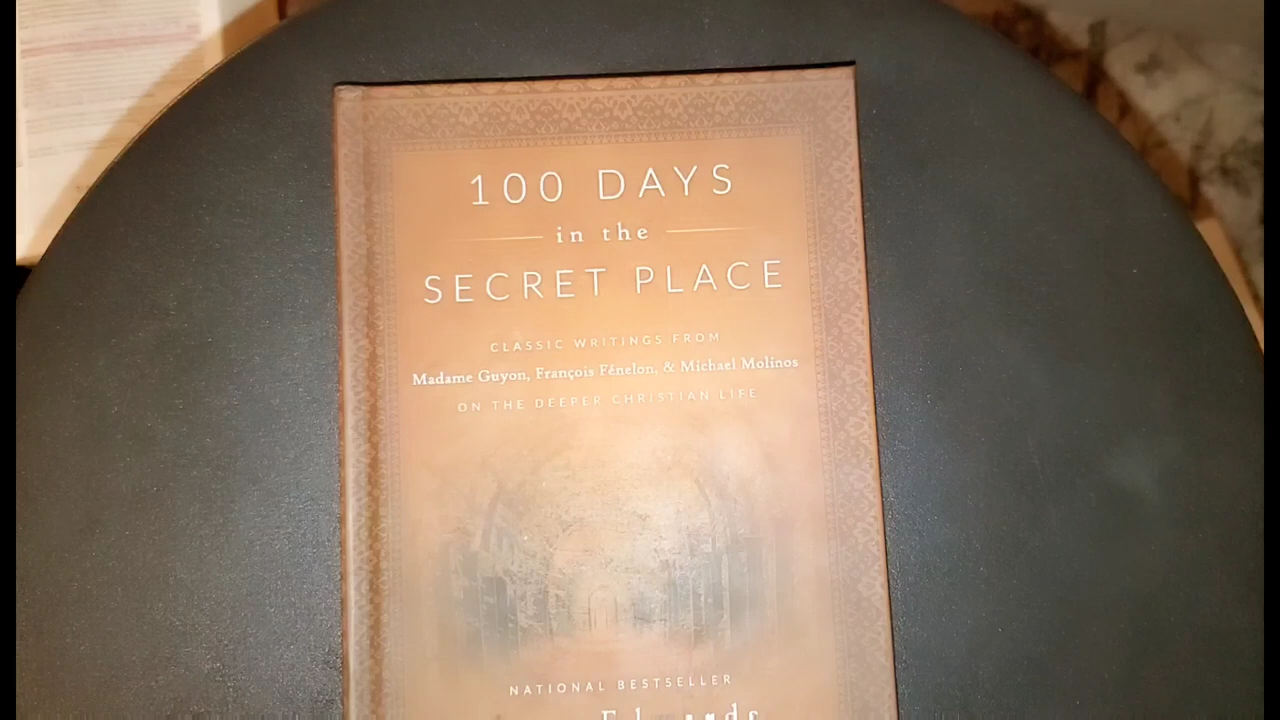 100 DAYS
in the
SECRET PLACE
CLASSIC WRITINGS FROM
Madame Guyon, François Fénelon, & Michael Molinos
ON THE DEEPER CHRISTIAN LIFE
NATIONAL BESTSELLER